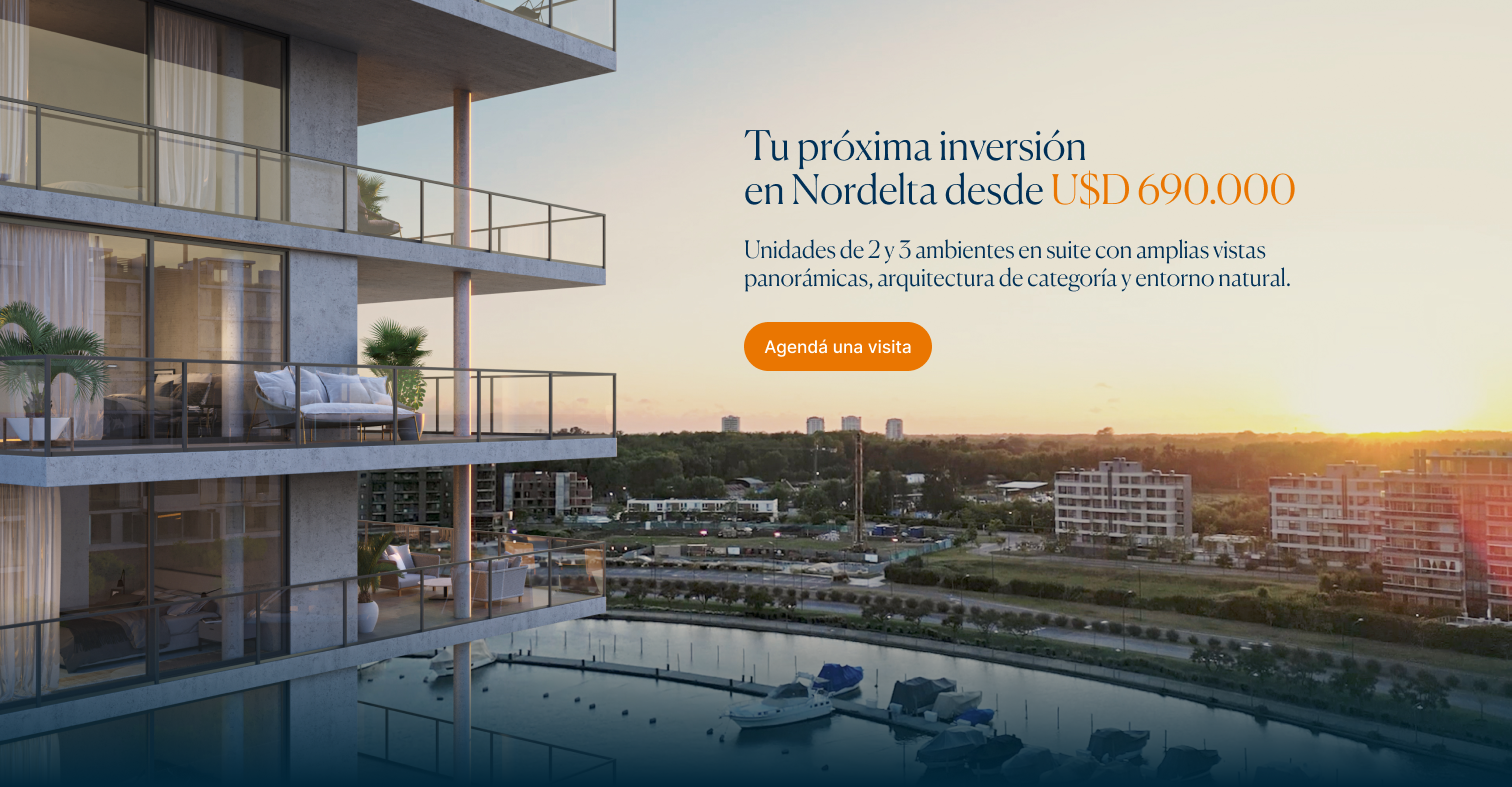 Tu próxima inversión
en Nordelta desde U$D 690.000
Unidades de 2 y 3 ambientes en suite con amplias vistas
panorámicas, arquitectura de categoría y entorno natural.
Agendá una visita